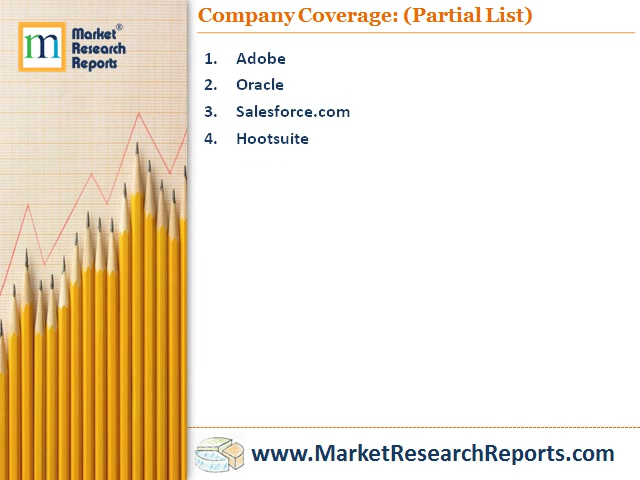 m
Market®
Research
Reports
Company Coverage: (Partial List)
1. Adobe
2. Oracle
3. Salesforce.com
4. Hootsuite
www.MarketResearchReports.com